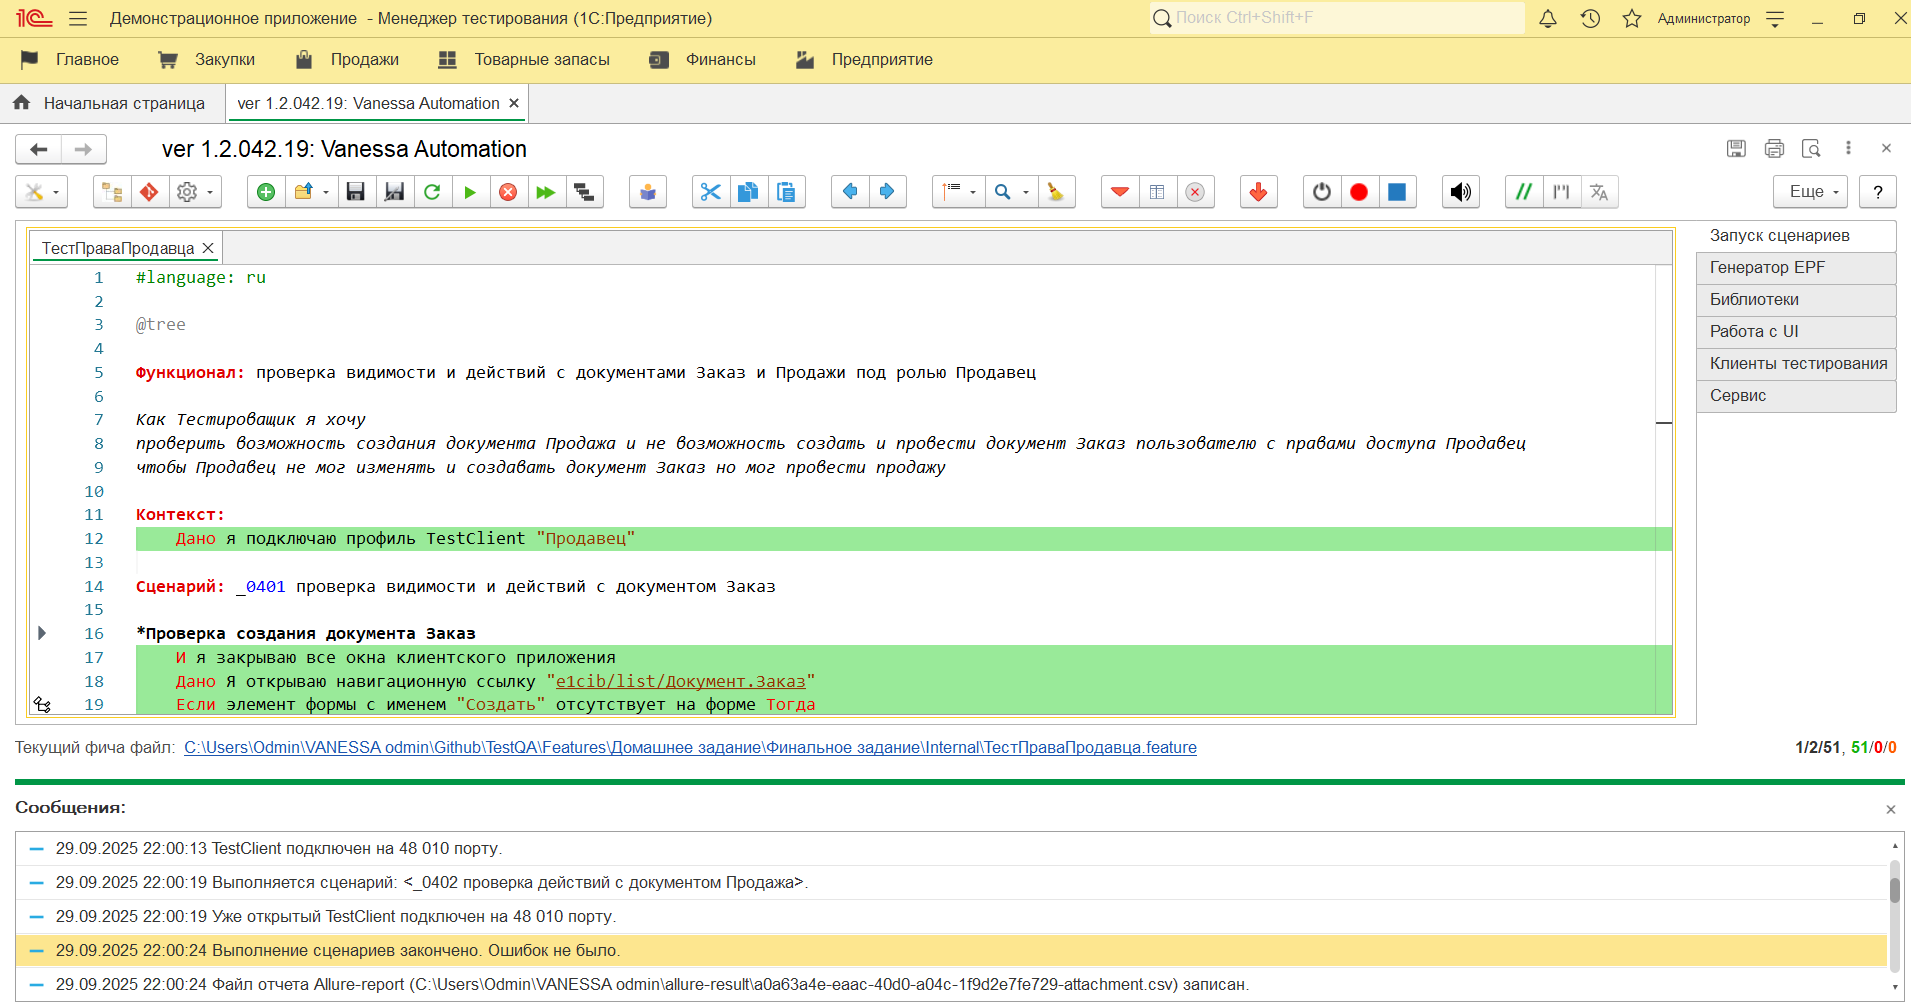 1С Демонстрационное приложение - Менеджер тестирования (1С:Предприятие) Поиск Ctrl+Shift+F Администратор
Главное Закупки Продажи Товарные запасы Финансы Предприятие
Начальная страница ver 1.2.042.19: Vanessa Automation
ver 1.2.042.19: Vanessa Automation
Еще ?
ТестПраваПродавца
1 #language: ru
2
3 @tree
4
5 Функционал: проверка видимости и действий с документами Заказ и Продажи под ролью Продавец
6
7 Как Тестироващик я хочу
8 проверить возможность создания документа Продажа и не возможность создать и провести документ Заказ пользователю с правами доступа Продавец
9 чтобы Продавец не мог изменять и создавать документ Заказ но мог провести продажу
10
11 Контекст:
12 Дано я подключаю профиль TestClient "Продавец"
13
14 Сценарий: _0401 проверка видимости и действий с документом Заказ
15
16 *Проверка создания документа Заказ
17 И я закрываю все окна клиентского приложения
18 Дано Я открываю навигационную ссылку "e1cib/list/Документ.Заказ"
19 Если элемент формы с именем "Создать" отсутствует на форме Тогда
Запуск сценариев
Генератор EPF
Библиотеки
Работа с UI
Клиенты тестирования
Сервис
Текущий фича файл: C:\Users\Odmin\VANESSA odmin\Github\TestQA\Features\Домашнее задание\Финальное задание\Internal\ТестПраваПродавца.feature 1/2/51, 51/0/0
Сообщения:
29.09.2025 22:00:13 TestClient подключен на 48 010 порту.
29.09.2025 22:00:19 Выполняется сценарий: <_0402 проверка действий с документом Продажа>.
29.09.2025 22:00:19 Уже открытый TestClient подключен на 48 010 порту.
29.09.2025 22:00:24 Выполнение сценариев закончено. Ошибок не было.
29.09.2025 22:00:24 Файл отчета Allure-report (C:\Users\Odmin\VANESSA odmin\allure-result\a0a63a4e-eaac-40d0-a04c-1f9d2e7fe729-attachment.csv) записан.